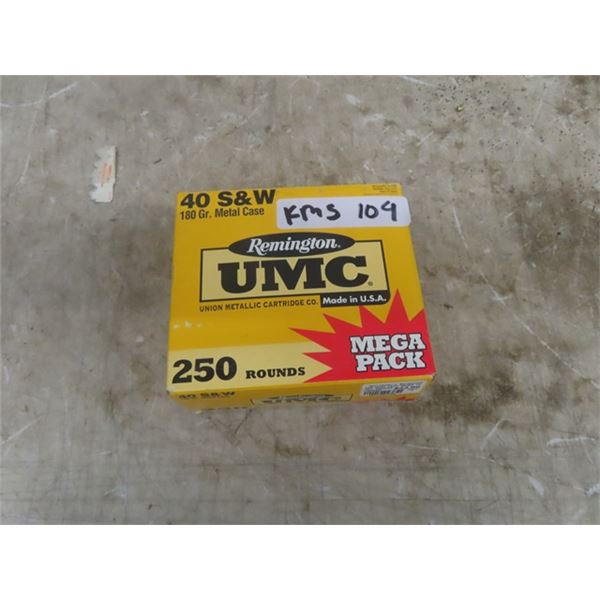 40 S&W
180 Gr. Metal Case
KMS 109
Remington®
UMC®
UNION METALLIC CARTRIDGE CO. Made in U.S.A.
MEGA
PACK
250 ROUNDS
40 S&W
UMC